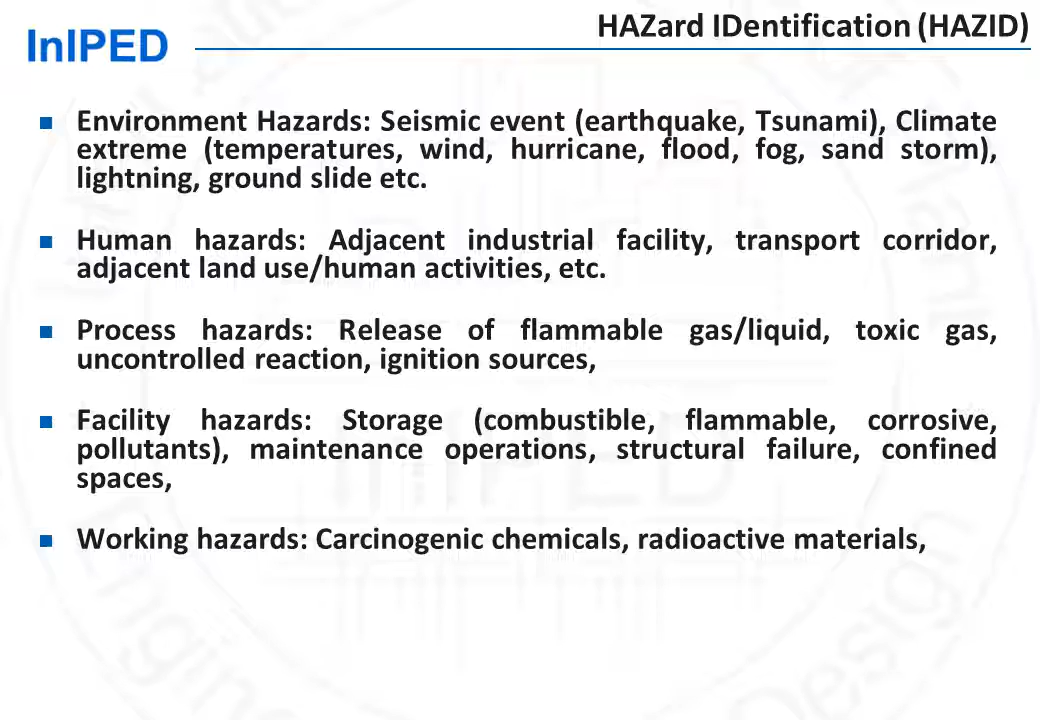 HAZard IDentification (HAZID)
InIPED
Environment Hazards: Seismic event (earthquake, Tsunami), Climate
extreme (temperatures, wind, hurricane, flood, fog, sand storm),
lightning, ground slide etc.
Human hazards: Adjacent industrial facility, transport corridor,
adjacent land use/human activities, etc.
Process hazards: Release of flammable gas/liquid, toxic gas,
uncontrolled reaction, ignition sources,
Facility hazards: Storage (combustible, flammable, corrosive,
pollutants), maintenance operations, structural failure, confined
spaces,
Working hazards: Carcinogenic chemicals, radioactive materials,
InIPED
Design